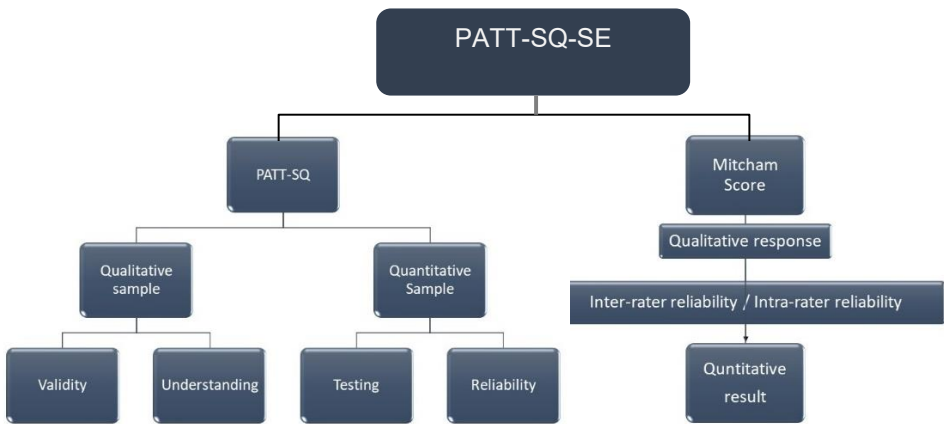 PATT-SQ-SE
PATT-SQ
Mitcham
Score
Qualitative response
Qualitative
sample
Quantitative
Sample
Inter-rater reliability / Intra-rater reliability
Validity
Understanding
Testing
Reliability
Quntitative
result